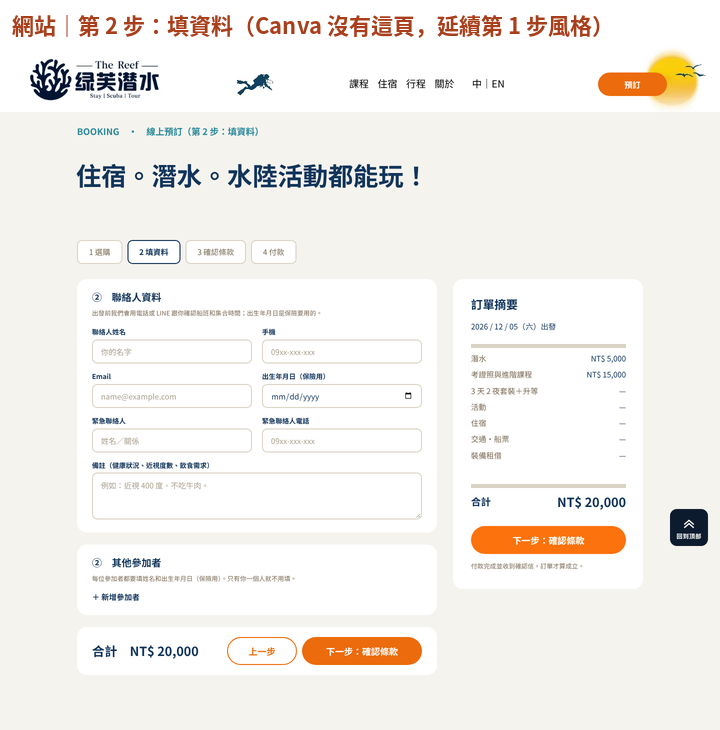 網站｜第 2 步：填資料（Canva 沒有這頁，延續第 1 步風格）
The Reef
绿芙潜水
Stay | Scuba | Tour
課程 住宿 行程 關於 中｜EN
預訂
BOOKING • 線上預訂（第 2 步：填資料）
住宿。潛水。水陸活動都能玩！
1 選購
2 填資料
3 確認條款
4 付款
② 聯絡人資料
出發前我們會用電話或 LINE 跟你確認船班和集合時間；出生年月日是保險要用的。
聯絡人姓名
你的名字
手機
09xx-xxx-xxx
Email
name@example.com
出生年月日（保險用）
mm/dd/yyyy
緊急聯絡人
姓名／關係
緊急聯絡人電話
09xx-xxx-xxx
備註（健康狀況、近視度數、飲食需求）
例如：近視 400 度、不吃牛肉。
② 其他參加者
每位參加者都要填姓名和出生年月日（保險用）。只有你一個人就不用填。
＋ 新增參加者
合計 NT$ 20,000
上一步
下一步：確認條款
訂單摘要
2026 / 12 / 05（六）出發
潛水 NT$ 5,000
考證照與進階課程 NT$ 15,000
3 天 2 夜套裝＋升等 —
活動 —
住宿 —
交通・船票 —
裝備租借 —
合計 NT$ 20,000
下一步：確認條款
付款完成並收到確認信，訂單才算成立。
回到頂部